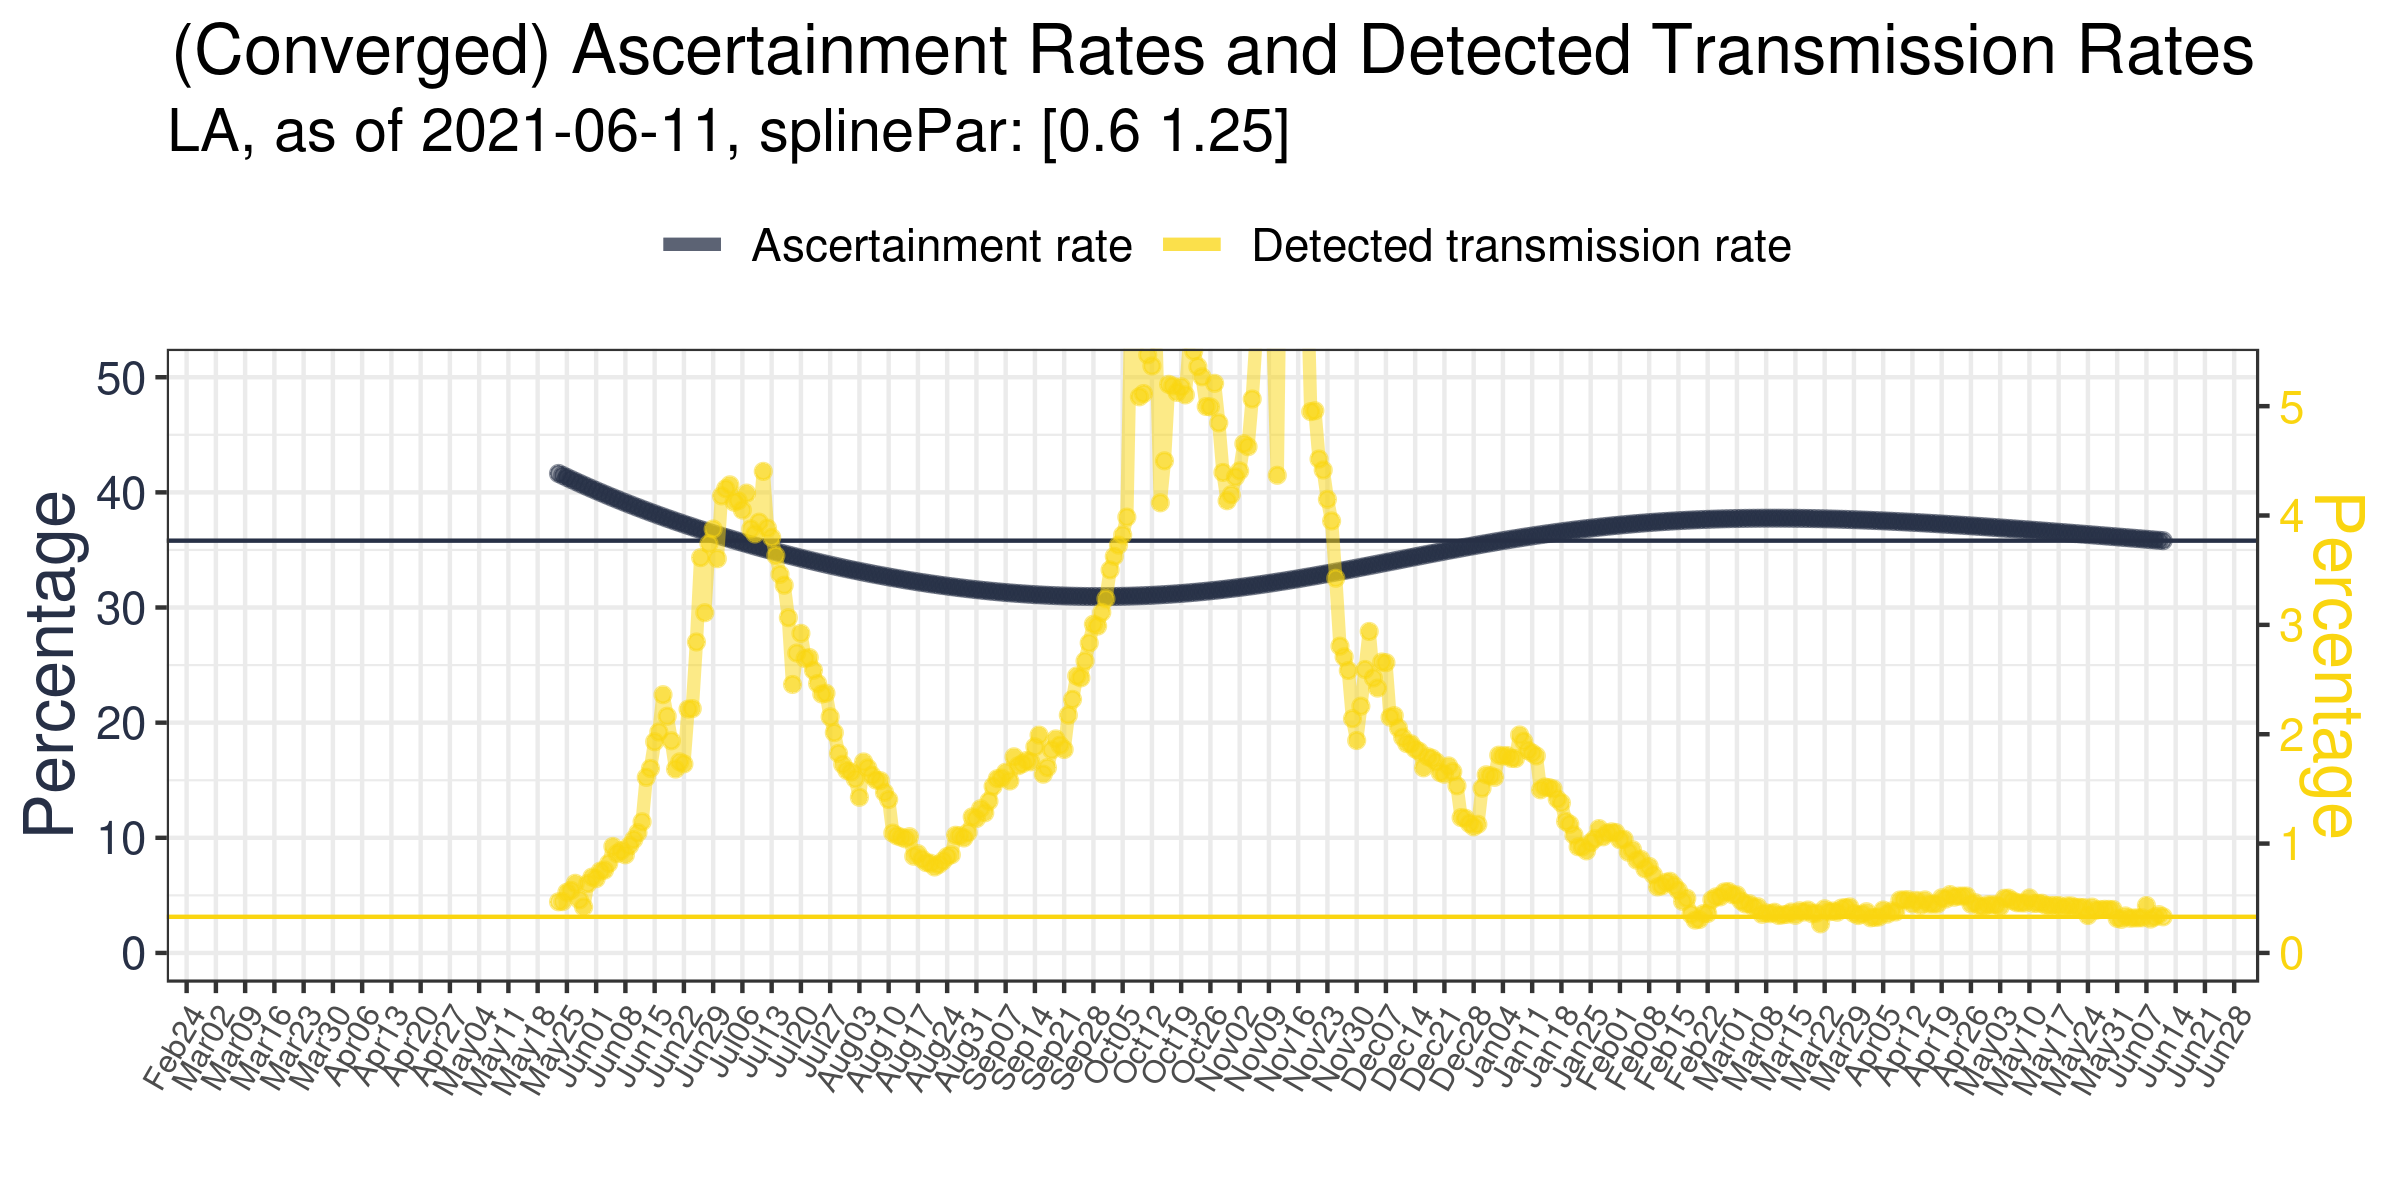 (Converged) Ascertainment Rates and Detected Transmission Rates
LA, as of 2021-06-11, splinePar: [0.6 1.25]
Ascertainment rate Detected transmission rate
Percentage
50
40
30
20
10
0
5
4
3
2
1
0
Percentage
Feb24 Mar02 Mar09 Mar16 Mar23 Mar30 Apr06 Apr13 Apr20 Apr27 May04 May11 May18 May25 Jun01 Jun08 Jun15 Jun22 Jun29 Jul06 Jul13 Jul20 Jul27 Aug03 Aug10 Aug17 Aug24 Aug31 Sep07 Sep14 Sep21 Sep28 Oct05 Oct12 Oct19 Oct26 Nov02 Nov09 Nov16 Nov23 Nov30 Dec07 Dec14 Dec21 Dec28 Jan04 Jan11 Jan18 Jan25 Feb01 Feb08 Feb15 Feb22 Mar01 Mar08 Mar15 Mar22 Mar29 Apr05 Apr12 Apr19 Apr26 May03 May10 May17 May24 May31 Jun07 Jun14 Jun21 Jun28